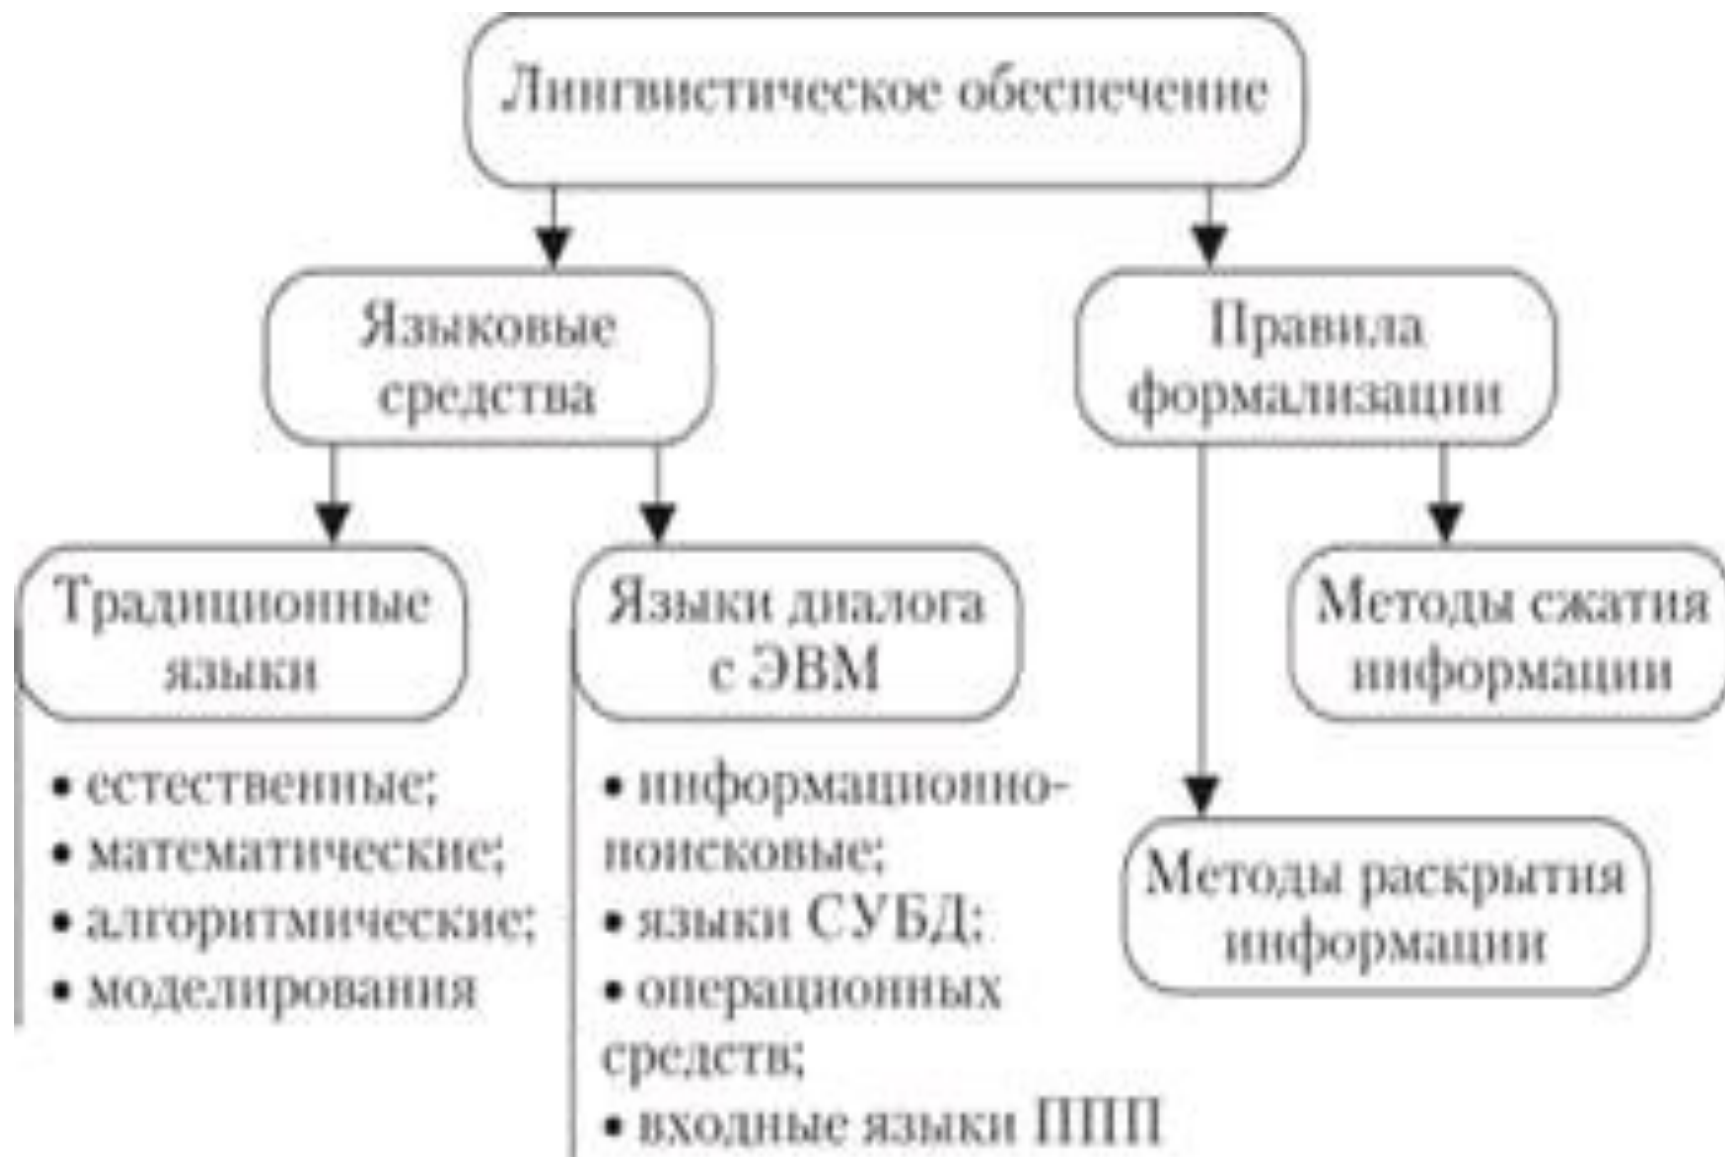 Лингвистическое обеспечение
Языковые
средства
Правила
формализации
Традиционные
языки
Языки диалога
с ЭВМ
Методы сжатия
информации
• естественные;
• математические;
• алгоритмические;
• моделирования
• информационно-
поисковые;
• языки СУБД;
• операционных
средств;
• входные языки ППП
Методы раскрытия
информации